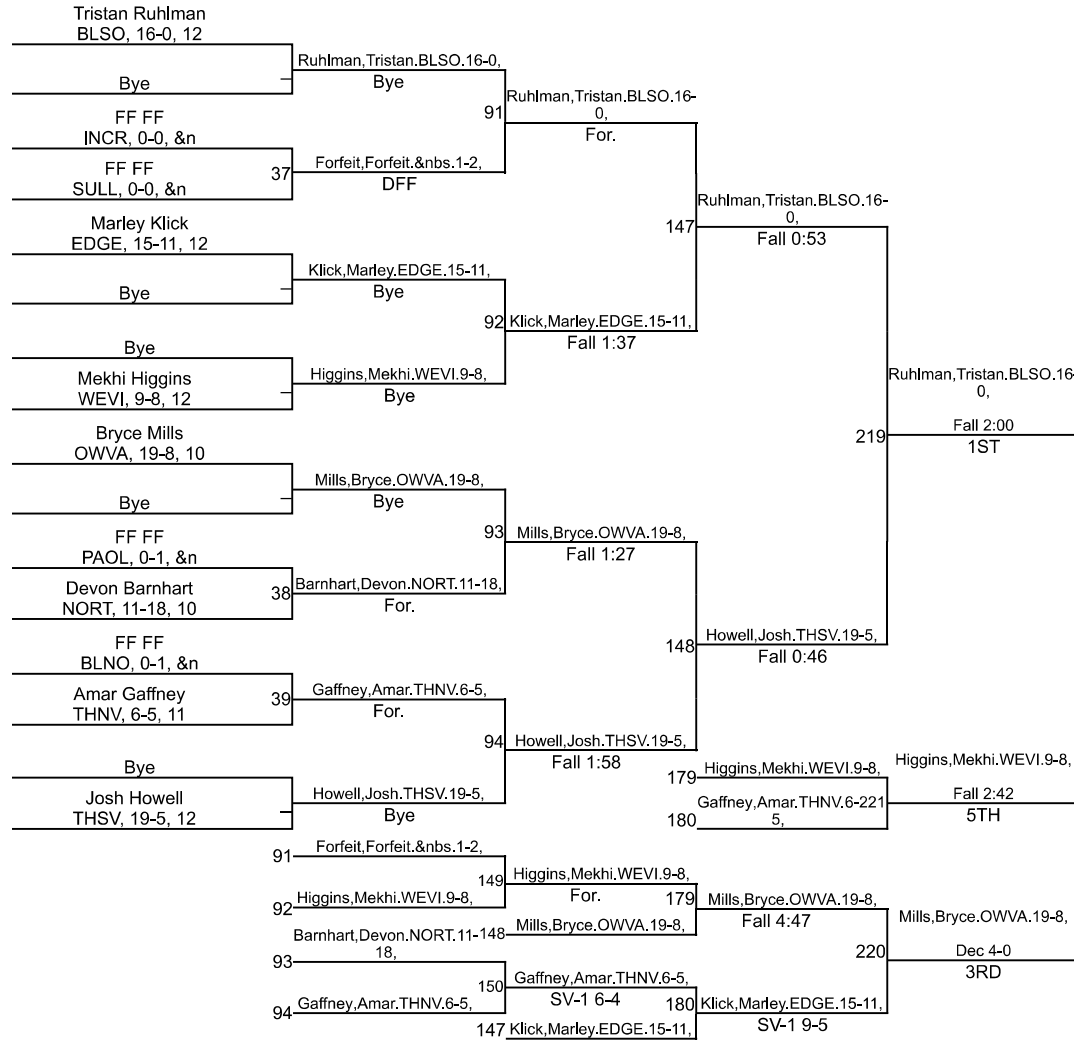 Tristan Ruhlman
BLSO, 16-0, 12
Bye
Ruhlman,Tristan.BLSO.16-0,
Bye
FF FF
INCR, 0-0, &n
FF FF
SULL, 0-0, &n
37
Forfeit,Forfeit.&nbs.1-2,
DFF
91
Ruhlman,Tristan.BLSO.16-
0,
For.
Marley Klick
EDGE, 15-11, 12
Bye
Klick,Marley.EDGE.15-11,
Bye
Bye
Mekhi Higgins
WEVI, 9-8, 12
Higgins,Mekhi.WEVI.9-8,
Bye
92
Klick,Marley.EDGE.15-11,
Fall 1:37
147
Ruhlman,Tristan.BLSO.16-
0,
Fall 0:53
Bryce Mills
OWVA, 19-8, 10
Bye
Mills,Bryce.OWVA.19-8,
Bye
FF FF
PAOL, 0-1, &n
Devon Barnhart
NORT, 11-18, 10
38
Barnhart,Devon.NORT.11-18,
For.
93
Mills,Bryce.OWVA.19-8,
Fall 1:27
FF FF
BLNO, 0-1, &n
Amar Gaffney
THNV, 6-5, 11
39
Gaffney,Amar.THNV.6-5,
For.
Bye
Josh Howell
THSV, 19-5, 12
Howell,Josh.THSV.19-5,
Bye
94
Howell,Josh.THSV.19-5,
Fall 1:58
148
Howell,Josh.THSV.19-5,
Fall 0:46
219
Ruhlman,Tristan.BLSO.16-
0,
Fall 2:00
1ST
179
Higgins,Mekhi.WEVI.9-8,
180
Gaffney,Amar.THNV.6-221
5,
Higgins,Mekhi.WEVI.9-8,
Fall 2:42
5TH
91
Forfeit,Forfeit.&nbs.1-2,
92
Higgins,Mekhi.WEVI.9-8,
149
Higgins,Mekhi.WEVI.9-8,
For.
148
Mills,Bryce.OWVA.19-8,
179
Mills,Bryce.OWVA.19-8,
Fall 4:47
93
Barnhart,Devon.NORT.11-
18,
94
Gaffney,Amar.THNV.6-5,
150
Gaffney,Amar.THNV.6-5,
SV-1 6-4
147
Klick,Marley.EDGE.15-11,
180
Klick,Marley.EDGE.15-11,
SV-1 9-5
220
Mills,Bryce.OWVA.19-8,
Dec 4-0
3RD